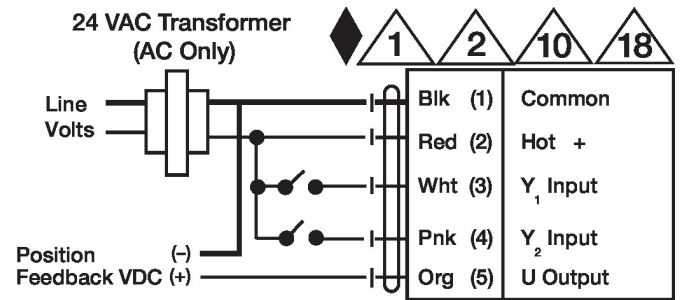 24 VAC Transformer
(AC Only)
1 2 10 18
Line
Volts
Blk (1) Common
Red (2) Hot +
Wht (3) Y1 Input
Pnk (4) Y2 Input
Position (-)
Feedback VDC (+)
Org (5) U Output